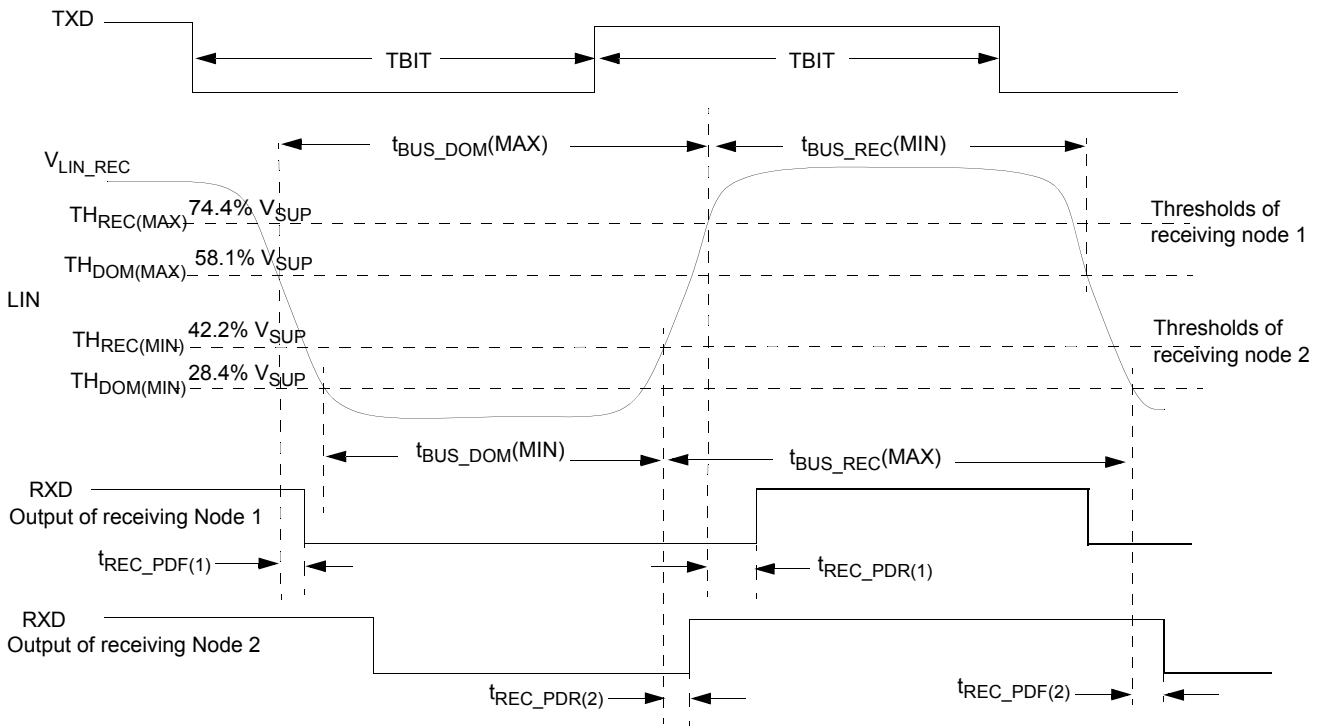 TXD
TBIT
TBIT
tBUS_DOM(MAX)
tBUS_REC(MIN)
VLIN_REC
THREC(MAX) 74.4% VSUP
Thresholds of
receiving node 1
THDOM(MAX) 58.1% VSUP
LIN
THREC(MIN) 42.2% VSUP
Thresholds of
receiving node 2
THDOM(MIN) 28.4% VSUP
tBUS_DOM(MIN)
tBUS_REC(MAX)
RXD
Output of receiving Node 1
tREC_PDF(1)
tREC_PDR(1)
RXD
Output of receiving Node 2
tREC_PDR(2)
tREC_PDF(2)